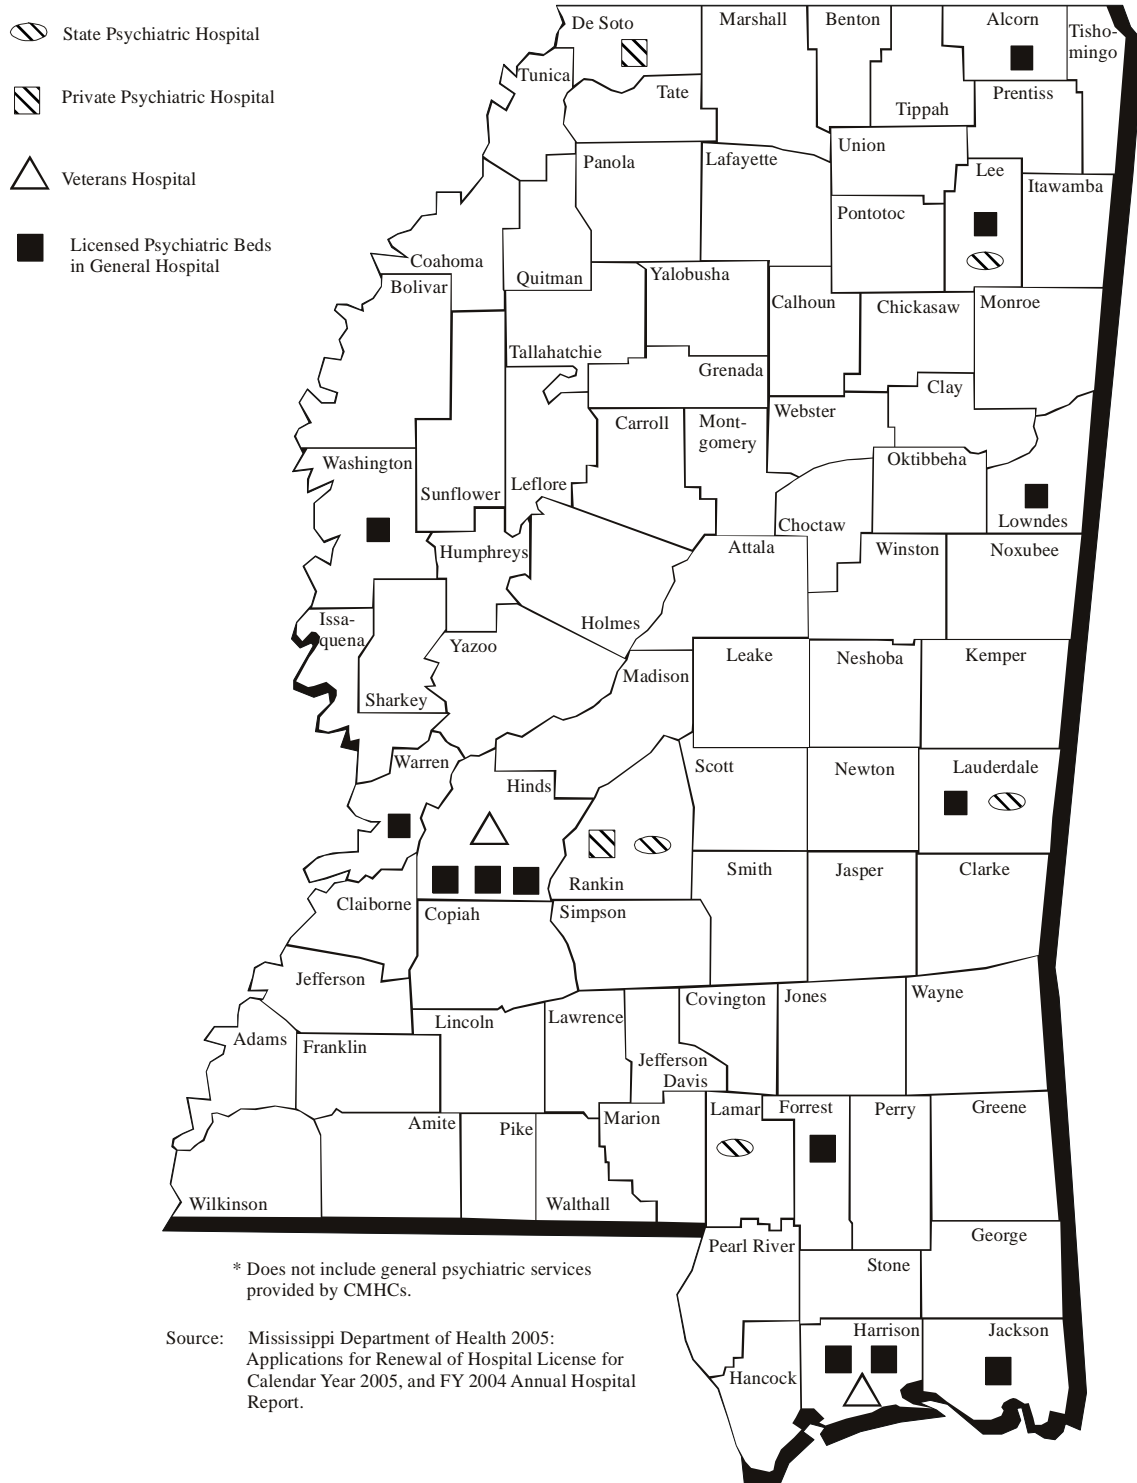 State Psychiatric Hospital
Private Psychiatric Hospital
Veterans Hospital
Licensed Psychiatric Beds
in General Hospital
De Soto
Marshall
Benton
Alcorn
Tisho-
mingo
Tunica
Tate
Tippah
Prentiss
Panola
Lafayette
Union
Lee
Itawamba
Pontotoc
Coahoma
Quitman
Yalobusha
Bolivar
Calhoun
Chickasaw
Monroe
Tallahatchie
Grenada
Clay
Carroll
Mont-
gomery
Webster
Washington
Sunflower
Leflore
Oktibbeha
Choctaw
Lowndes
Humphreys
Attala
Winston
Noxubee
Issa-
quena
Holmes
Yazoo
Leake
Neshoba
Kemper
Madison
Sharkey
Warren
Hinds
Scott
Newton
Lauderdale
Rankin
Smith
Jasper
Clarke
Claiborne
Copiah
Simpson
Jefferson
Covington
Jones
Wayne
Adams
Franklin
Lincoln
Lawrence
Jefferson
Davis
Amite
Pike
Marion
Lamar
Forrest
Perry
Greene
Wilkinson
Walthall
Pearl River
George
Stone
* Does not include general psychiatric services
provided by CMHCs.
Harrison
Jackson
Hancock
Source: Mississippi Department of Health 2005:
Applications for Renewal of Hospital License for
Calendar Year 2005, and FY 2004 Annual Hospital
Report.